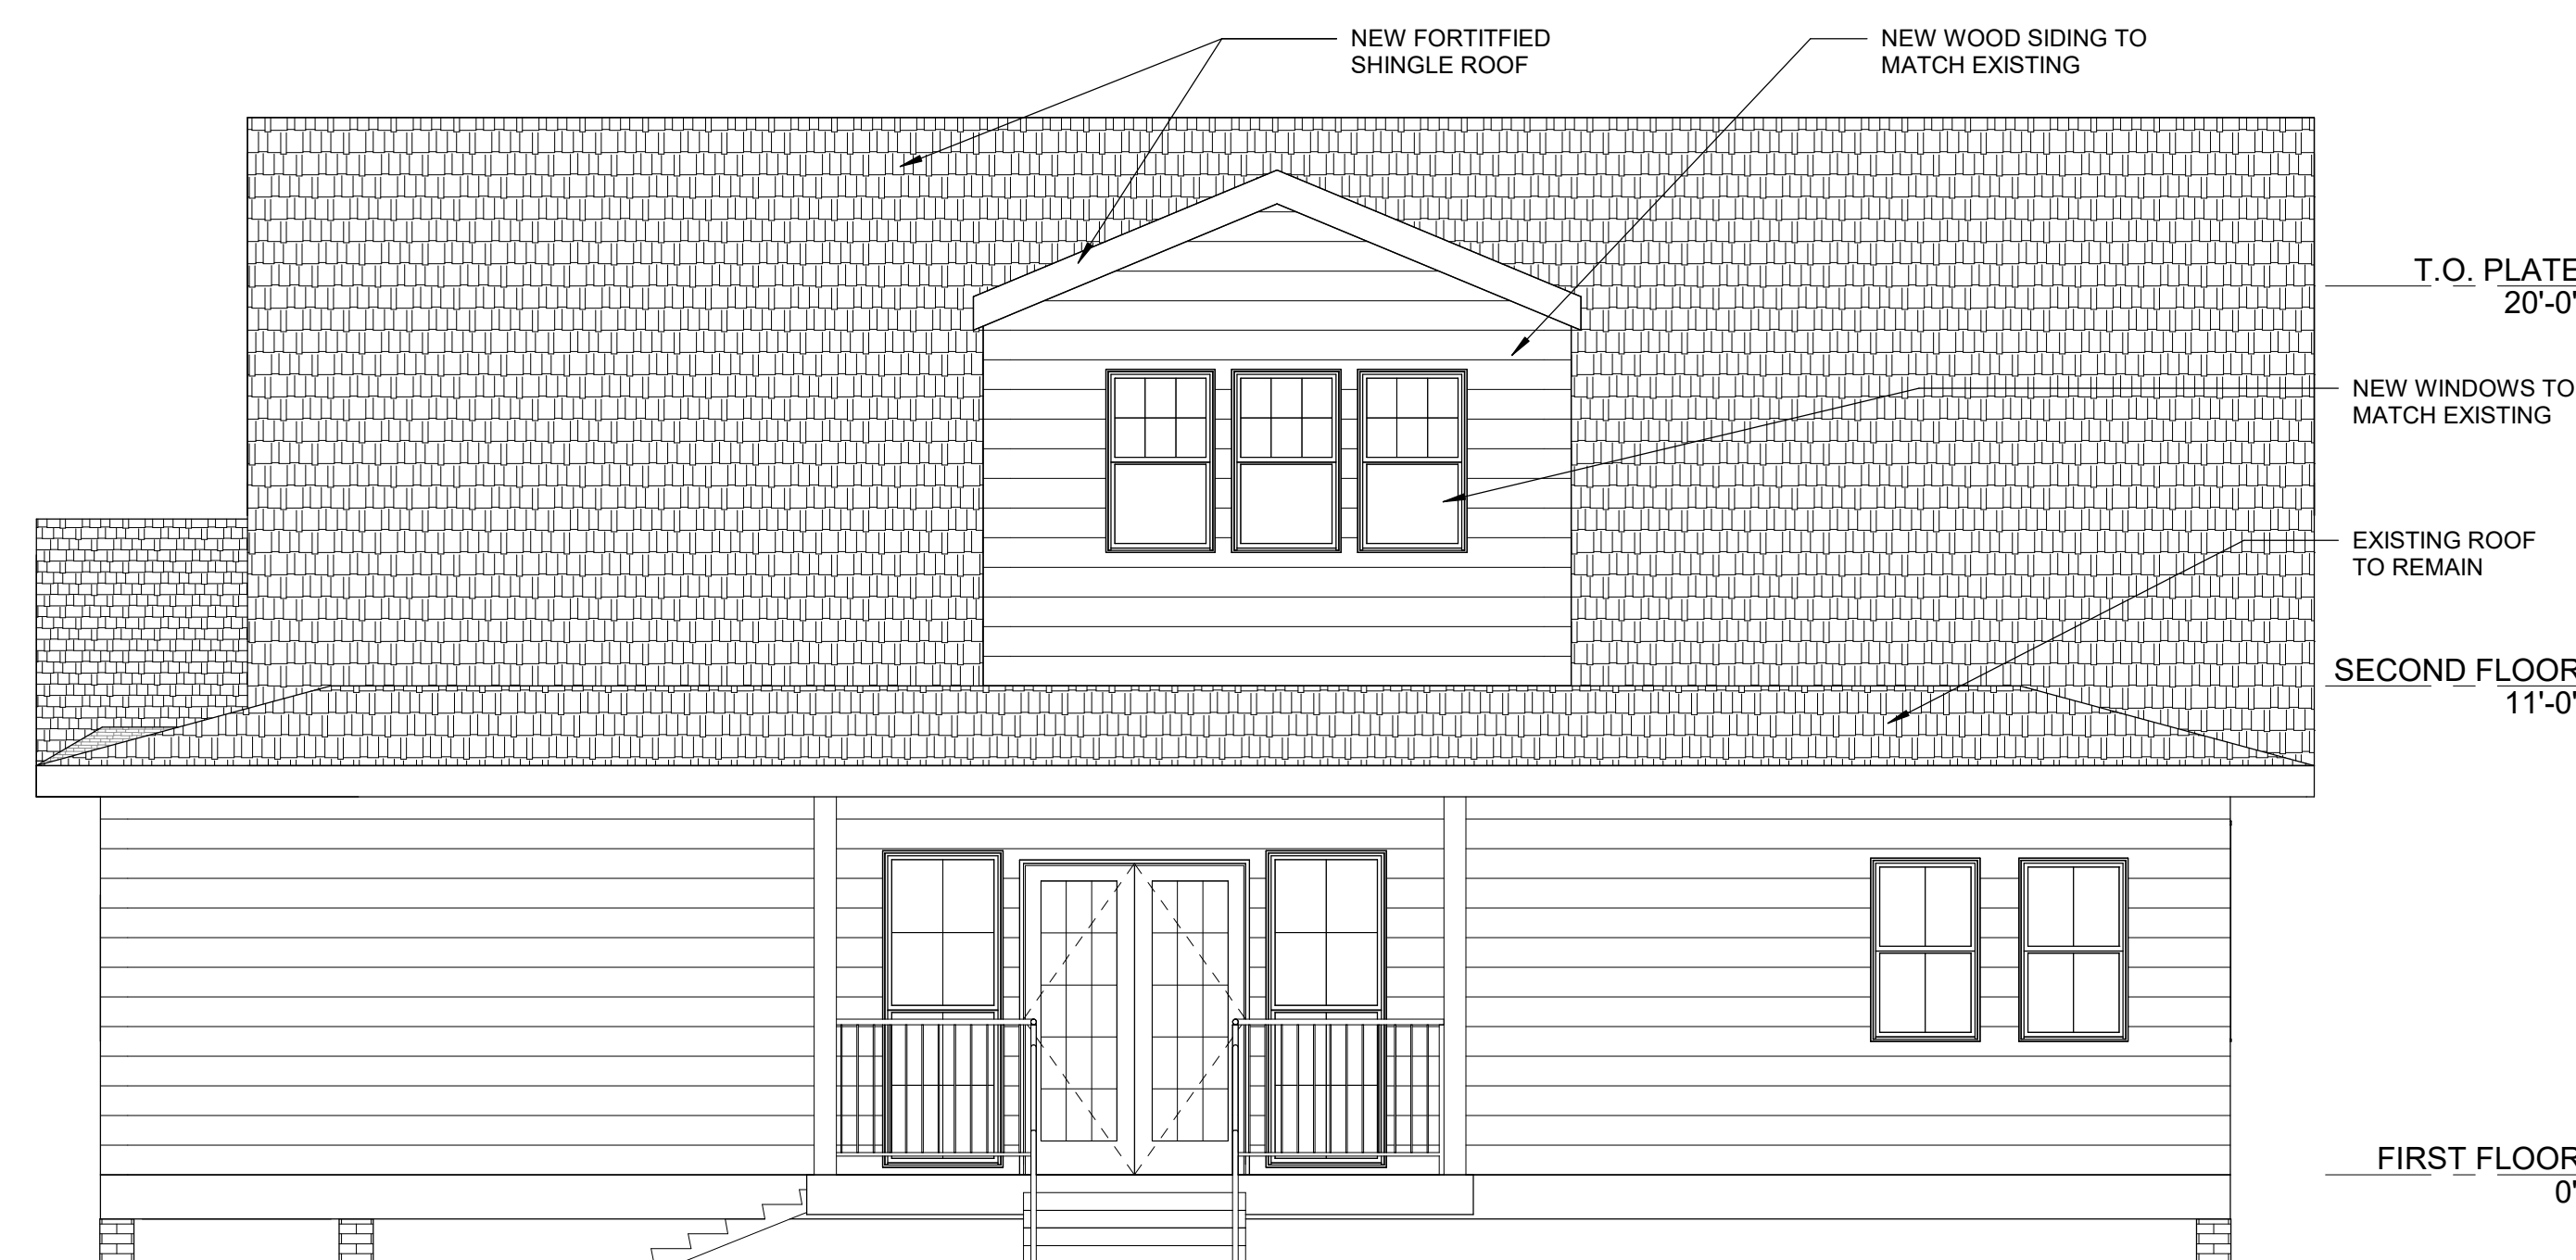 NEW FORTITFIED
SHINGLE ROOF
NEW WOOD SIDING TO
MATCH EXISTING
T.O. PLATE
20'-0"
NEW WINDOWS TO
MATCH EXISTING
EXISTING ROOF
TO REMAIN
SECOND FLOOR
11'-0"
FIRST FLOOR
0'